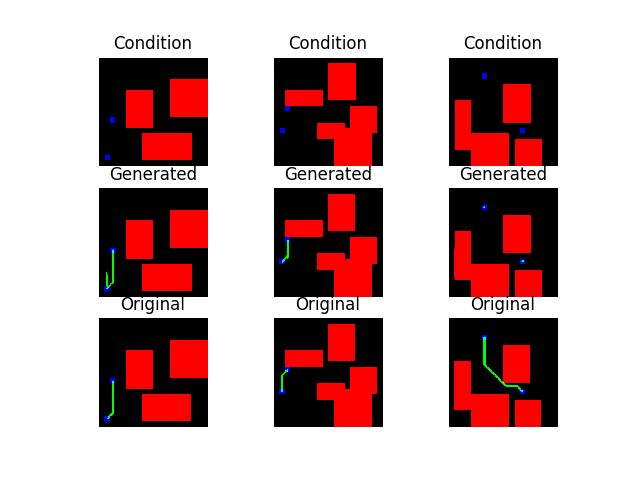 Condition Condition Condition
Generated Generated Generated
Original Original Original